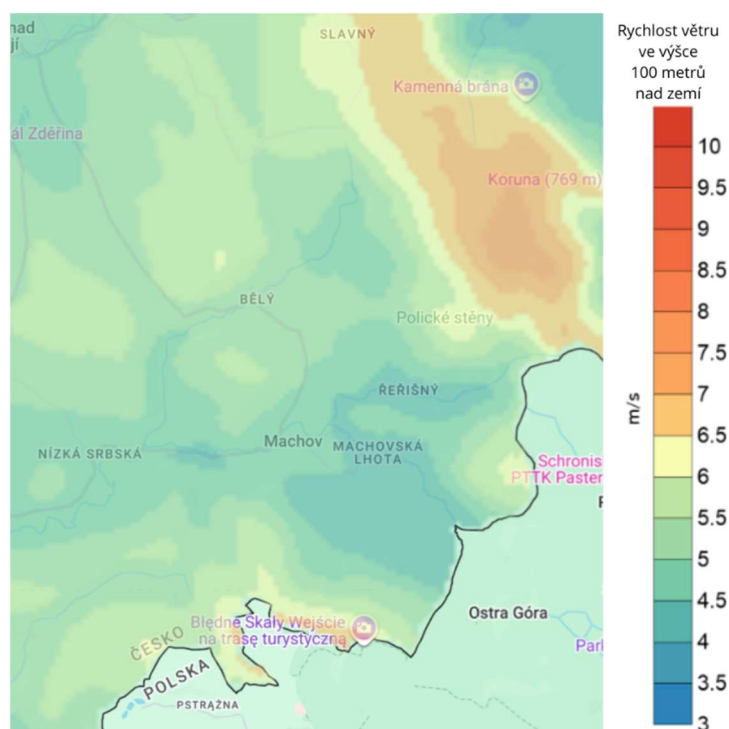 nad
jí
SLAVNÝ
Kamenná brána
ál Zděřina
Koruna (769 m)
BĚLÝ
Polické stěny
ŘEŘIŠNÝ
Machov
MACHOVSKÁ
LHOTA
NÍZKÁ SRBSKÁ
Schronis
PTTK Paster
Ostra Góra
Błędne Skały Wejście
na trasę turystyczną
Park
ČESKO
POLSKA
PSTRĄŻNA
Rychlost větru
ve výšce
100 metrů
nad zemí
m/s
10
9.5
9
8.5
8
7.5
7
6.5
6
5.5
5
4.5
4
3.5
3